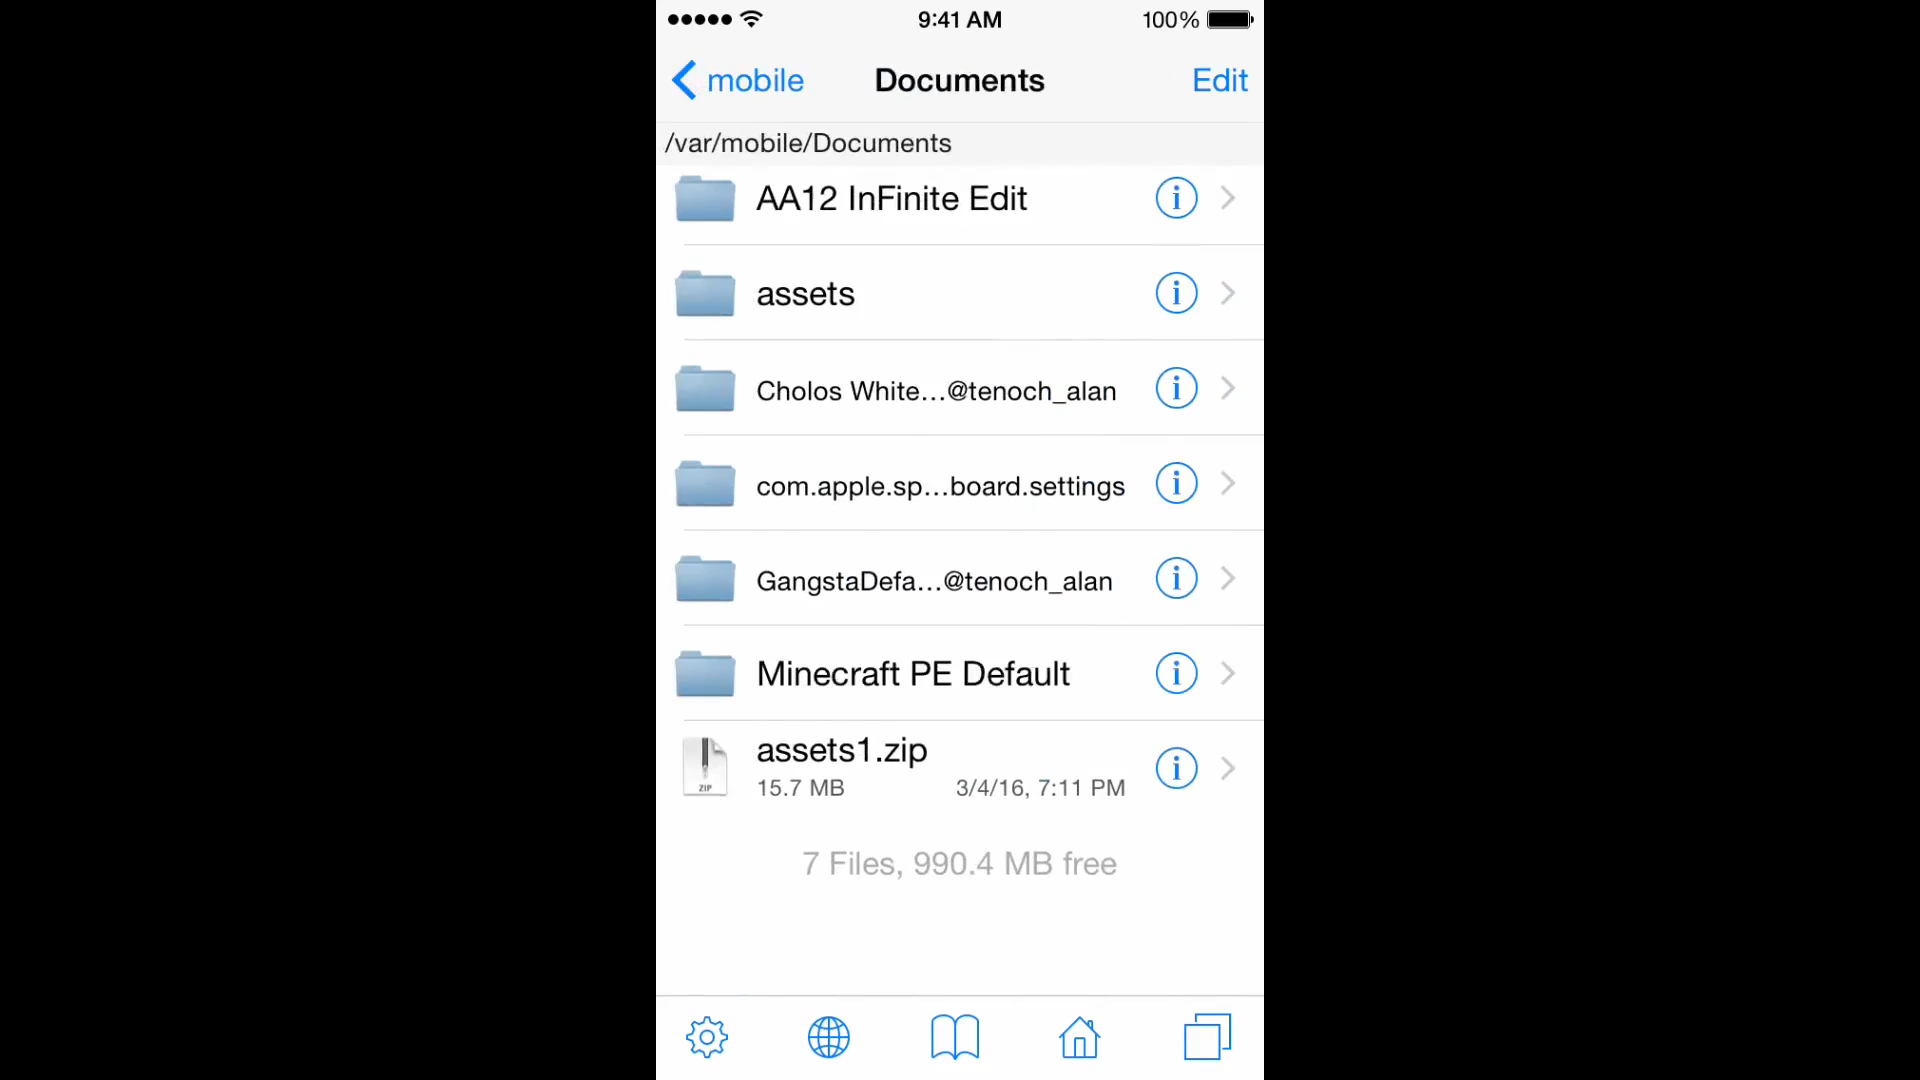 9:41 AM 100%
mobile Documents Edit
/var/mobile/Documents
AA12 InFinite Edit
assets
Cholos White...@tenoch_alan
com.apple.sp...board.settings
GangstaDefa...@tenoch_alan
Minecraft PE Default
assets1.zip
ZIP
15.7 MB 3/4/16, 7:11 PM
7 Files, 990.4 MB free